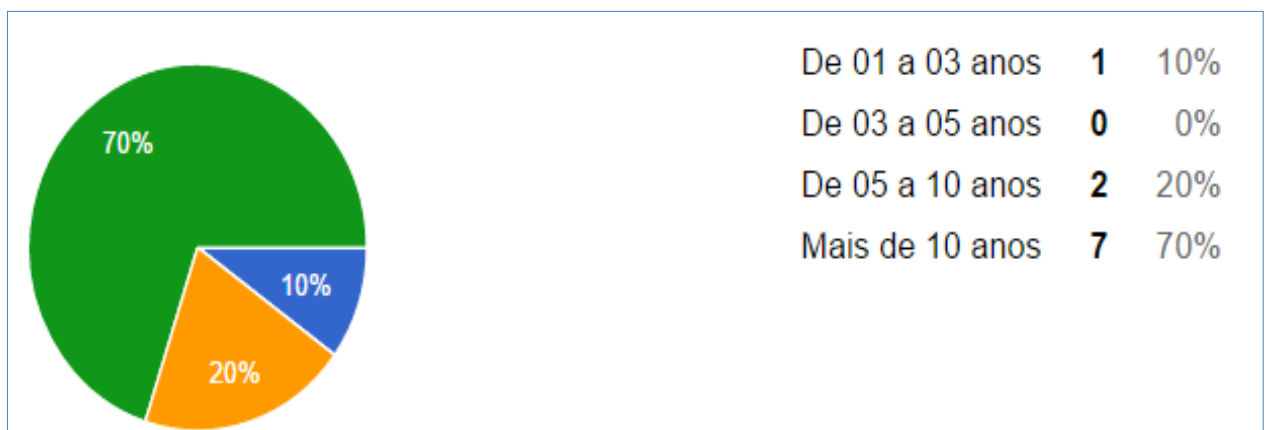 70%
10%
20%
De 01 a 03 anos 1 10%
De 03 a 05 anos 0 0%
De 05 a 10 anos 2 20%
Mais de 10 anos 7 70%